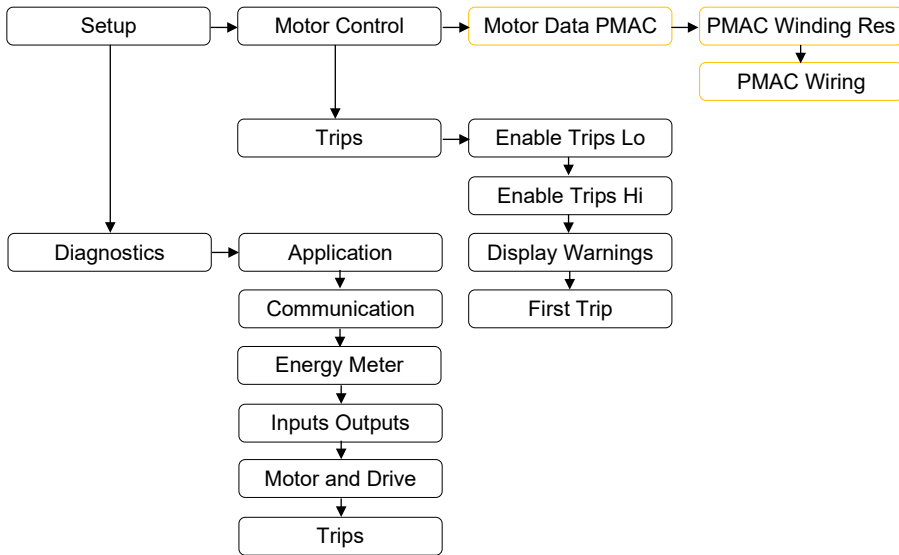 Setup
Motor Control
Motor Data PMAC
PMAC Winding Res
PMAC Wiring
Trips
Enable Trips Lo
Enable Trips Hi
Diagnostics
Application
Display Warnings
Communication
First Trip
Energy Meter
Inputs Outputs
Motor and Drive
Trips